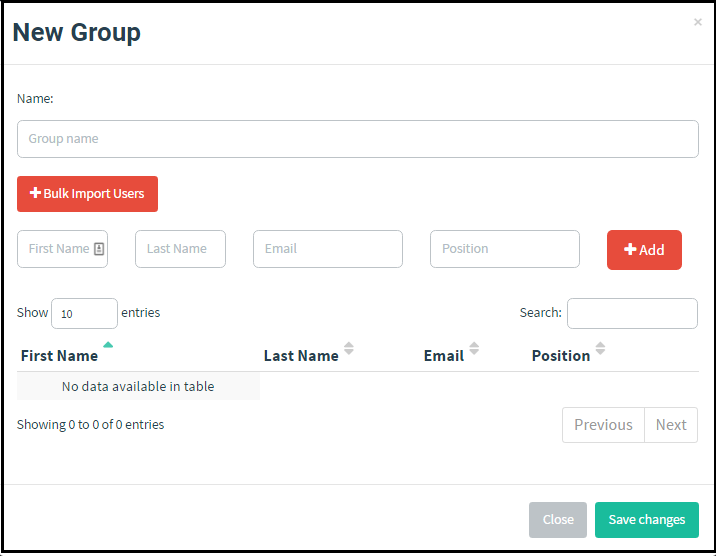 New Group
×
Name:
Group name
+ Bulk Import Users
First Name Last Name Email Position + Add
Show 10 entries Search:
First Name Last Name Email Position
No data available in table
Showing 0 to 0 of 0 entries Previous Next
Close Save changes